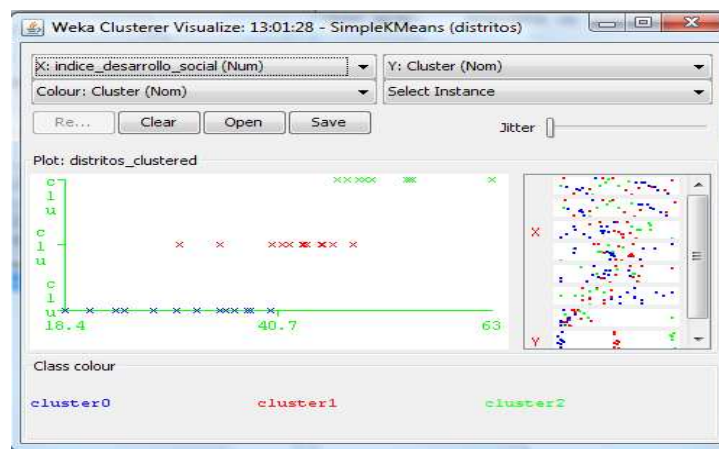 Weka Clusterer Visualize: 13:01:28 - SimpleKMeans (distritos)
X: indice_desarrollo_social (Num) Y: Cluster (Nom)
Colour: Cluster (Nom) Select Instance
Re... Clear Open Save Jitter
Plot: distritos_clustered
clu
clu
clu
18.4 40.7 63
X
Y
Class colour
cluster0 cluster1 cluster2